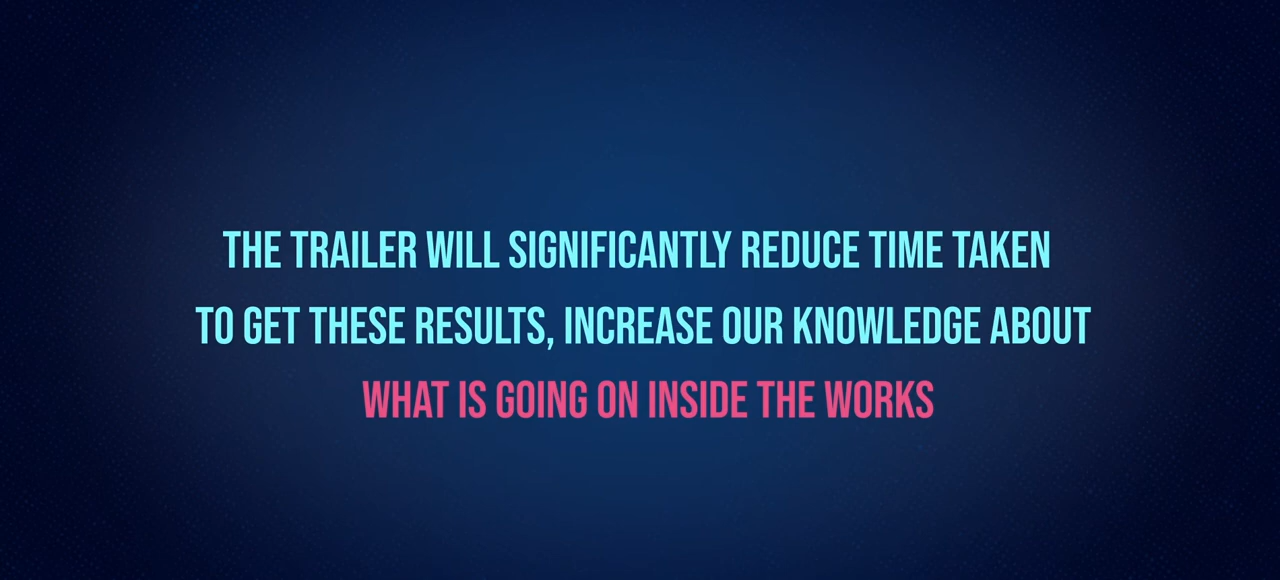 THE TRAILER WILL SIGNIFICANTLY REDUCE TIME TAKEN
TO GET THESE RESULTS, INCREASE OUR KNOWLEDGE ABOUT
WHAT IS GOING ON INSIDE THE WORKS